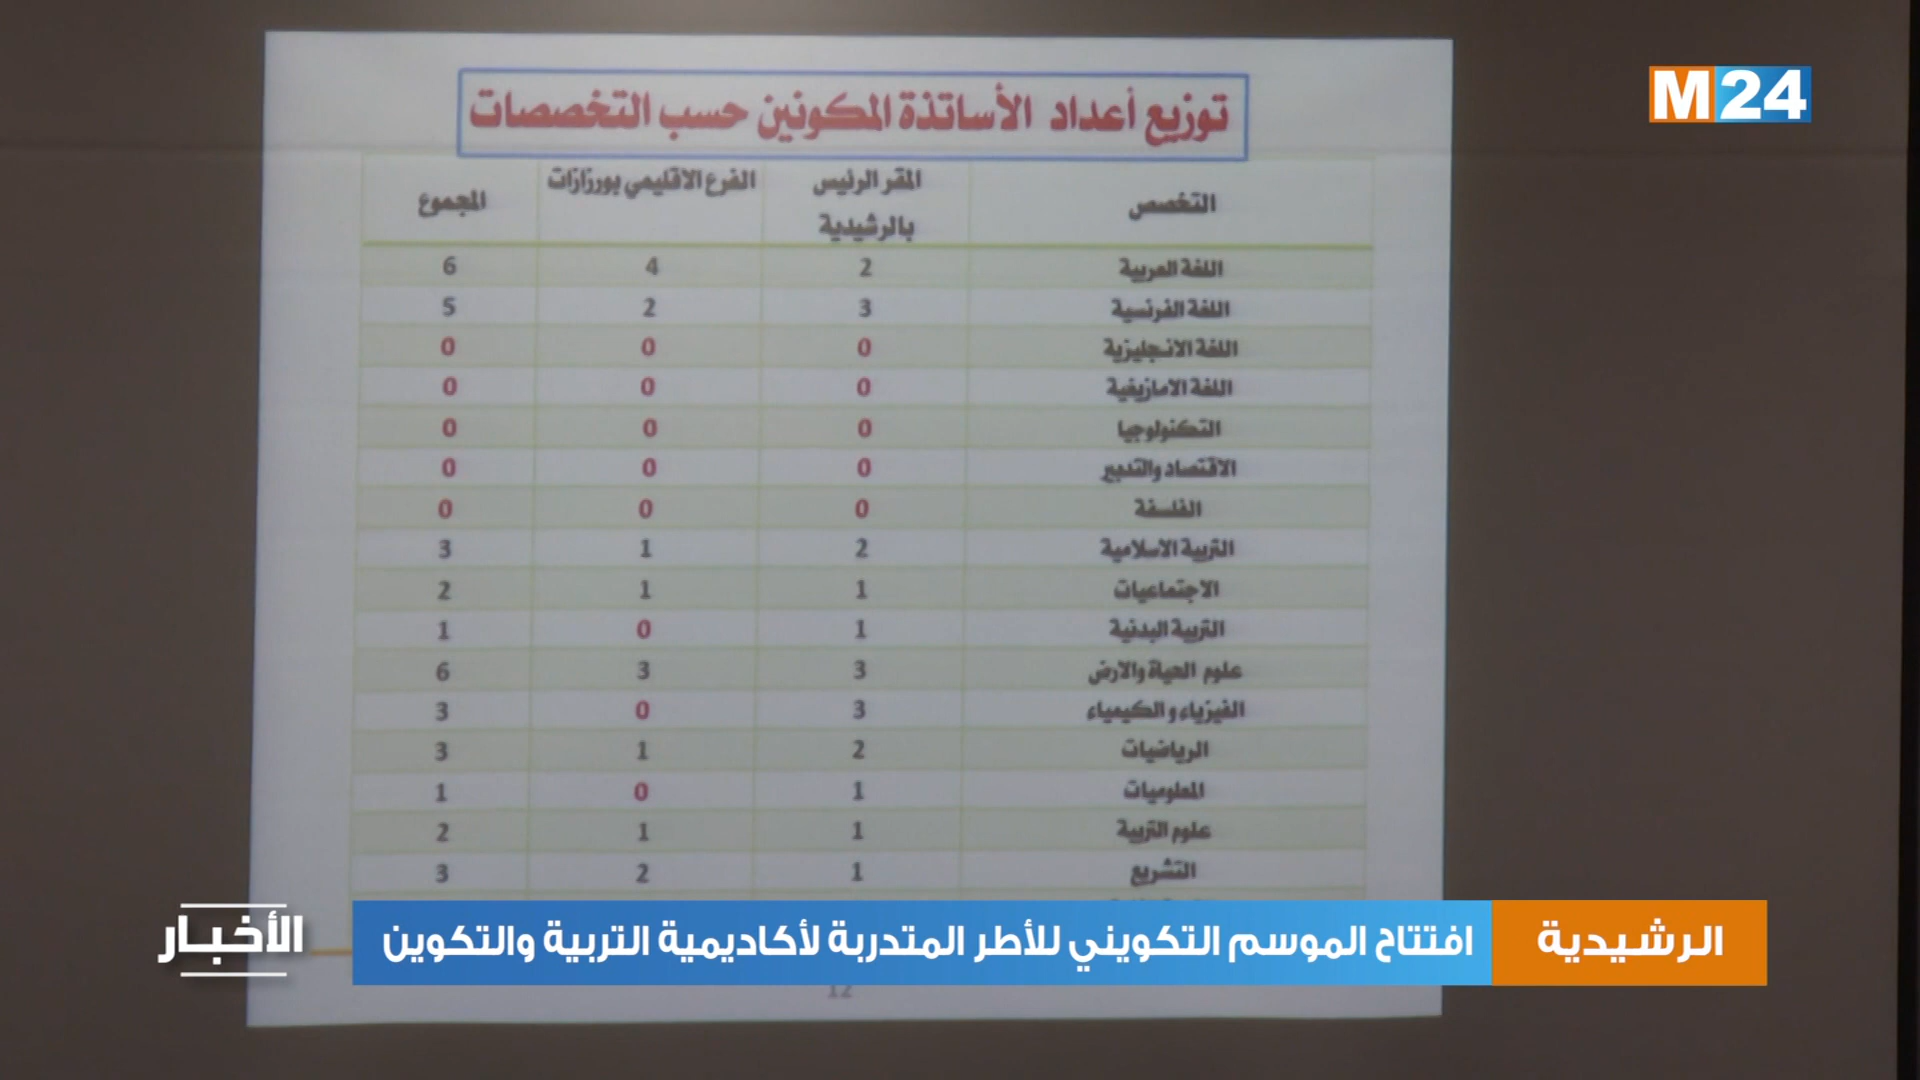 M24
توزيع أعداد الأساتذة المكونين حسب التخصصات
التخصص المقر الرئيس بالرشيدية الفرع الاقليمي بورزازات المجموع
اللغة العربية 2 4 6
اللغة الفرنسية 3 2 5
اللغة الانجليزية 0 0 0
اللغة الامازيغية 0 0 0
التكنولوجيا 0 0 0
الاقتصاد والتدبير 0 0 0
الفلسفة 0 0 0
التربية الاسلامية 2 1 3
الاجتماعيات 1 1 2
التربية البدنية 1 0 1
علوم الحياة والارض 3 3 6
الفيزياء والكيمياء 3 0 3
الرياضيات 2 1 3
المعلوميات 1 0 1
علوم التربية 1 1 2
التشريع 1 2 3
الرشيدية افتتاح الموسم التكويني للأطر المتدربة لأكاديمية التربية والتكوين
الأخبار
12